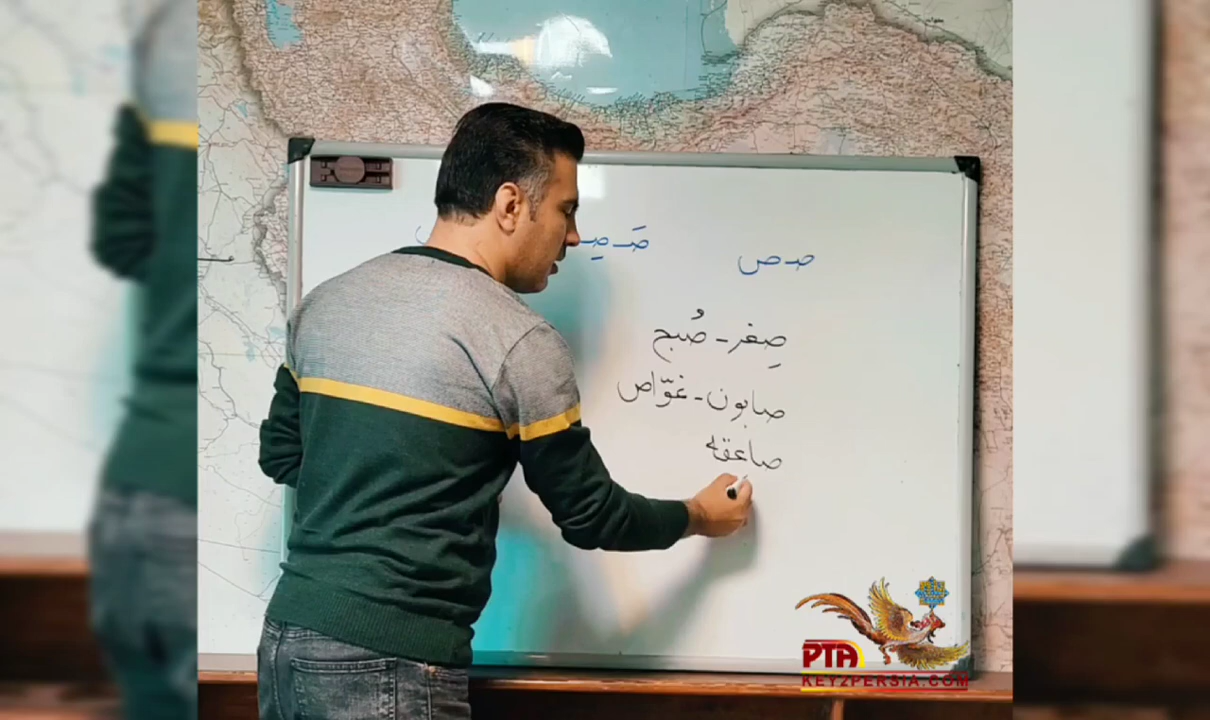 صـ ص
صَـ صِـ
صِفر - صُبح
صابون - غوّاص
صاعقه
PTA
KEYZPERSIA.COM